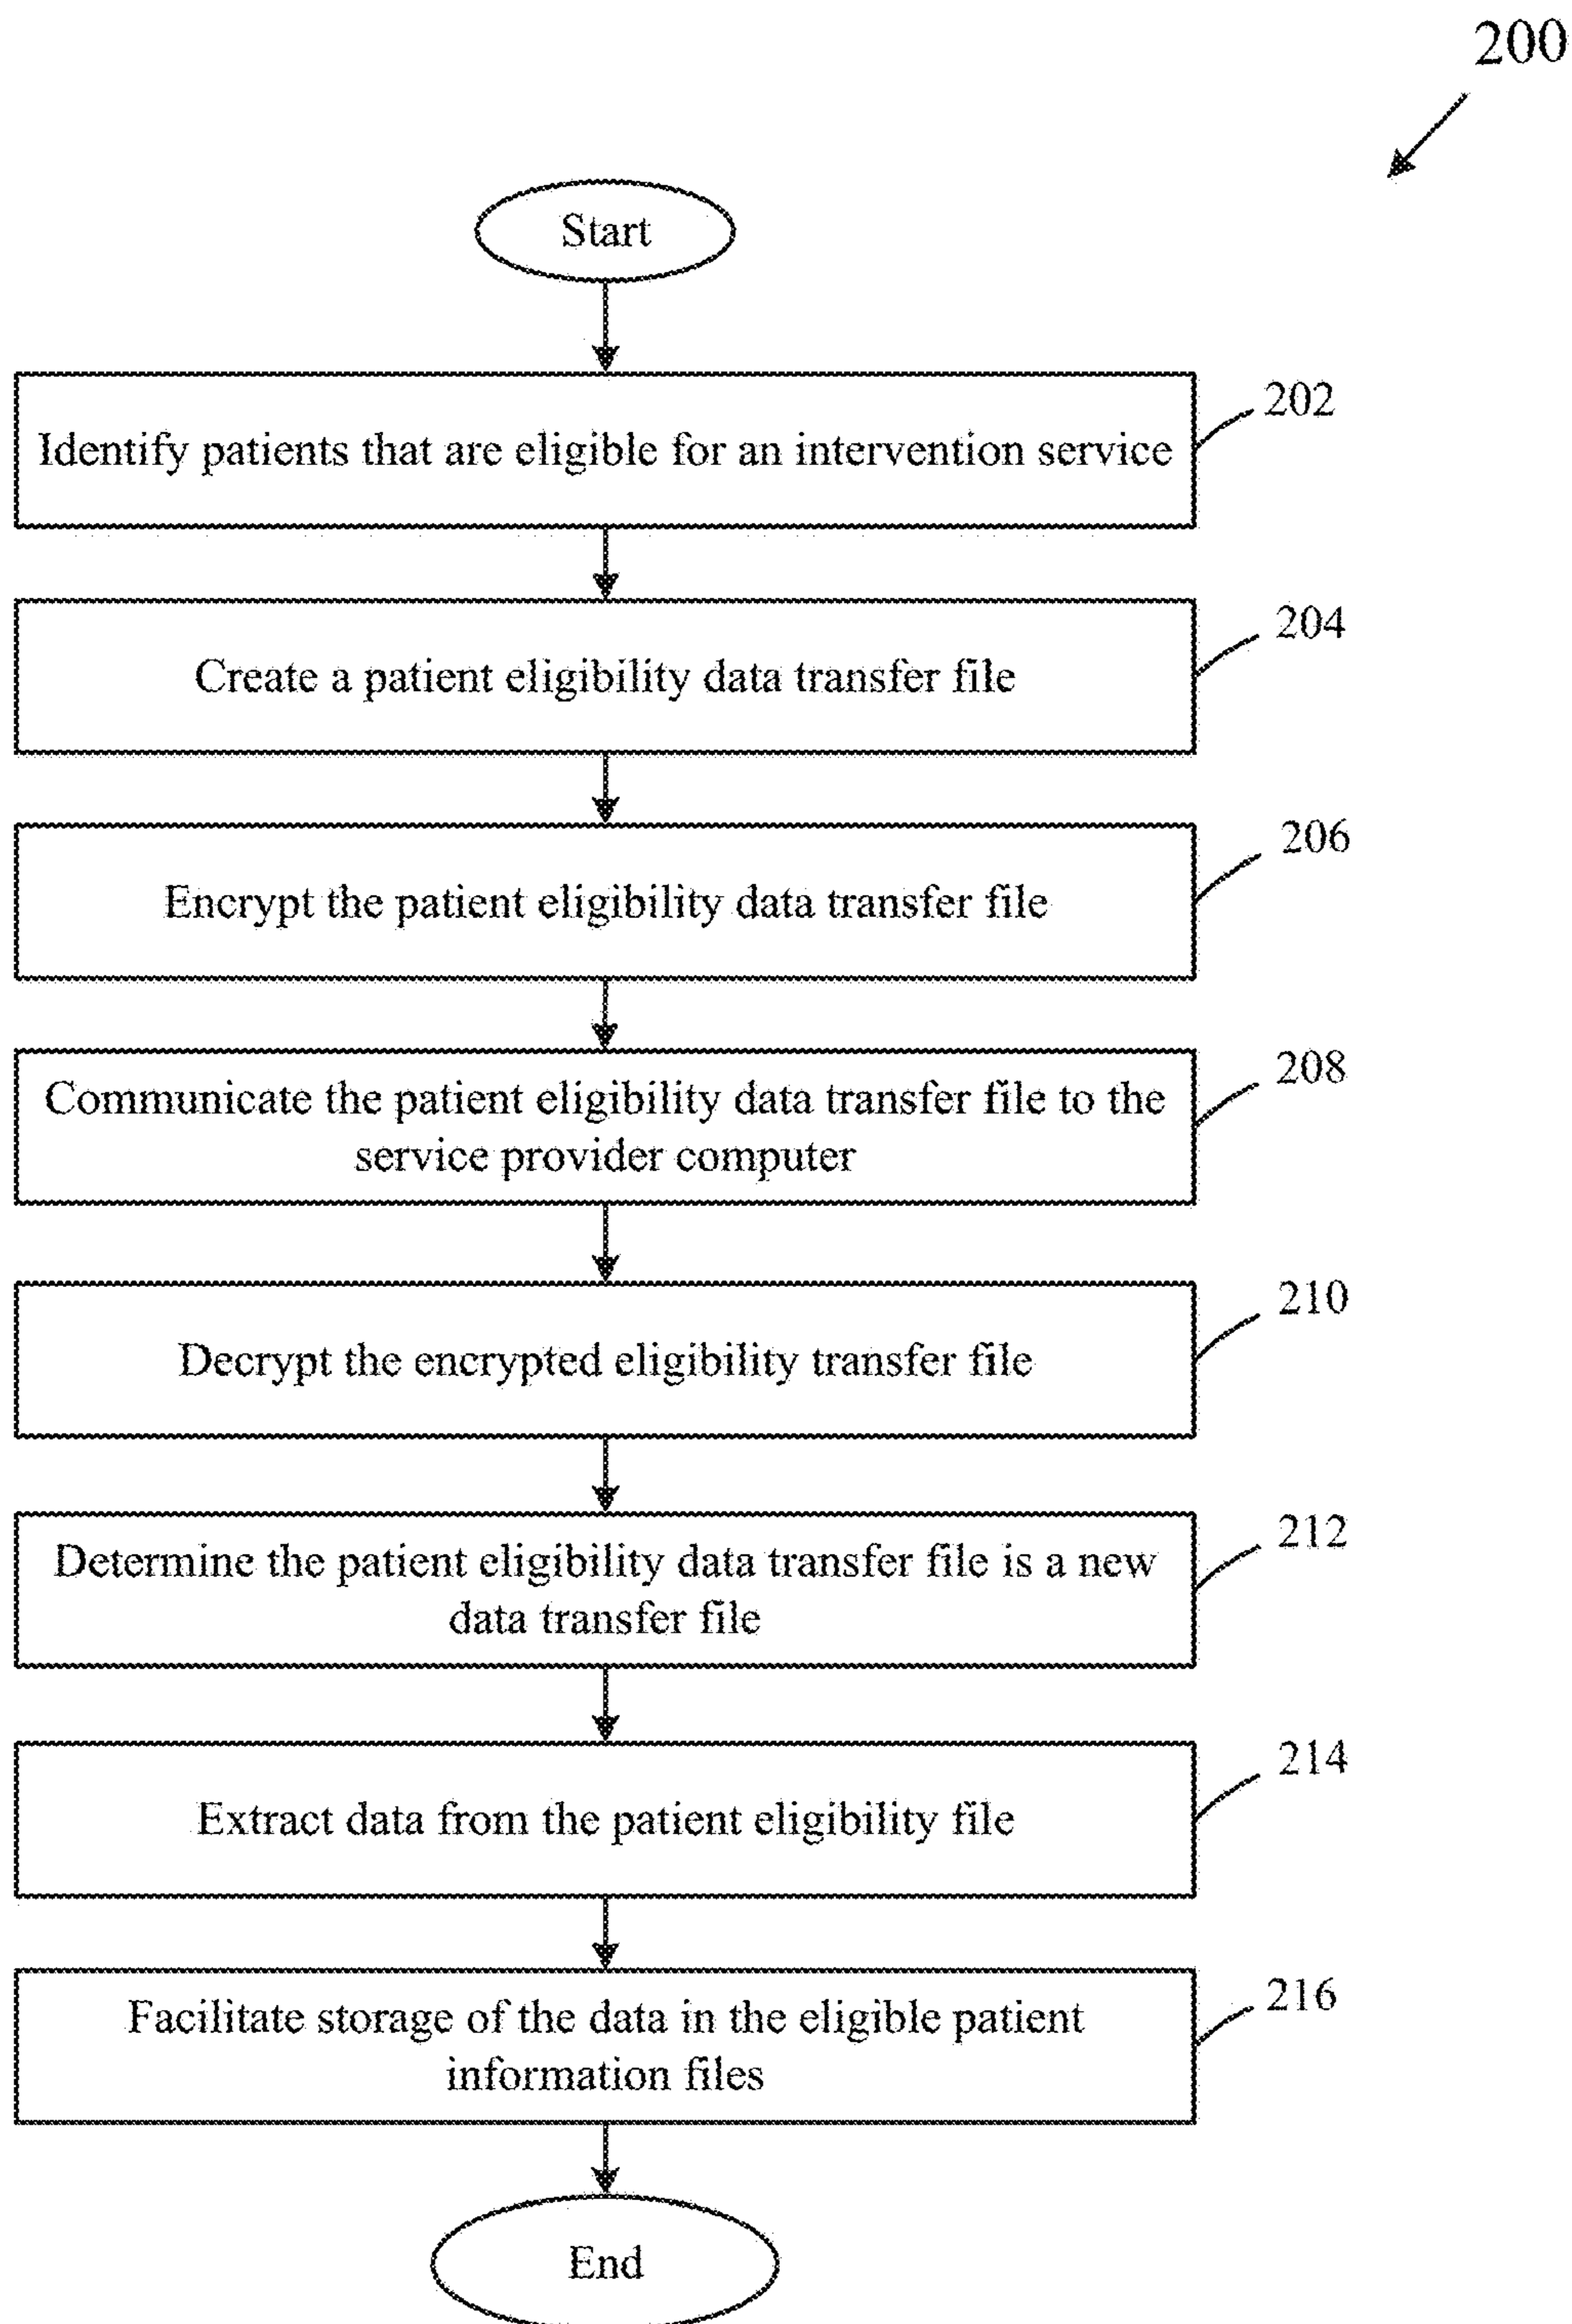 200
Start
202
Identify patients that are eligible for an intervention service
204
Create a patient eligibility data transfer file
206
Encrypt the patient eligibility data transfer file
208
Communicate the patient eligibility data transfer file to the
service provider computer
210
Decrypt the encrypted eligibility transfer file
212
Determine the patient eligibility data transfer file is a new
data transfer file
214
Extract data from the patient eligibility file
216
Facilitate storage of the data in the eligible patient
information files
End